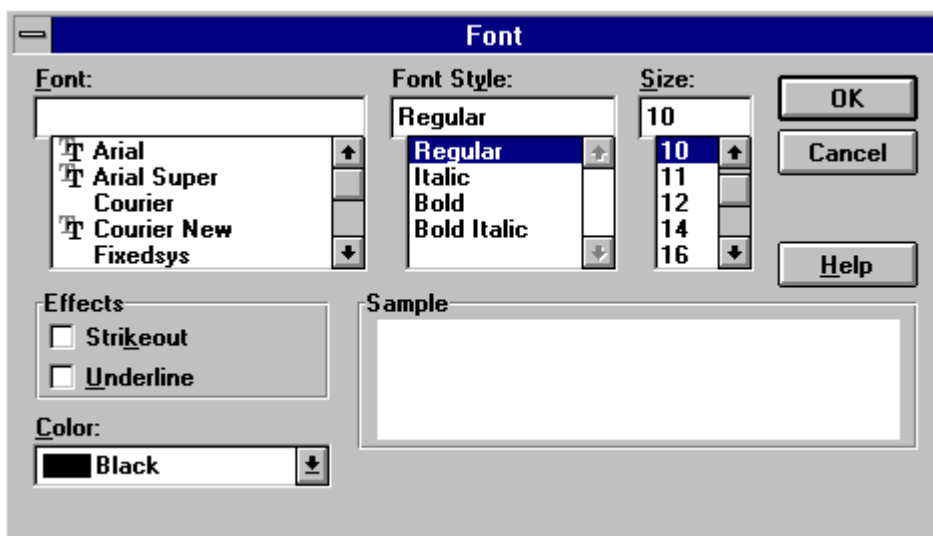 Font
Font: Font Style: Size:
Regular 10 OK
Arial Regular 10 Cancel
Arial Super Italic 11
Courier Bold 12
Courier New Bold Italic 14
Fixedsys 16 Help
Effects Sample
Strikeout
Underline
Color:
Black